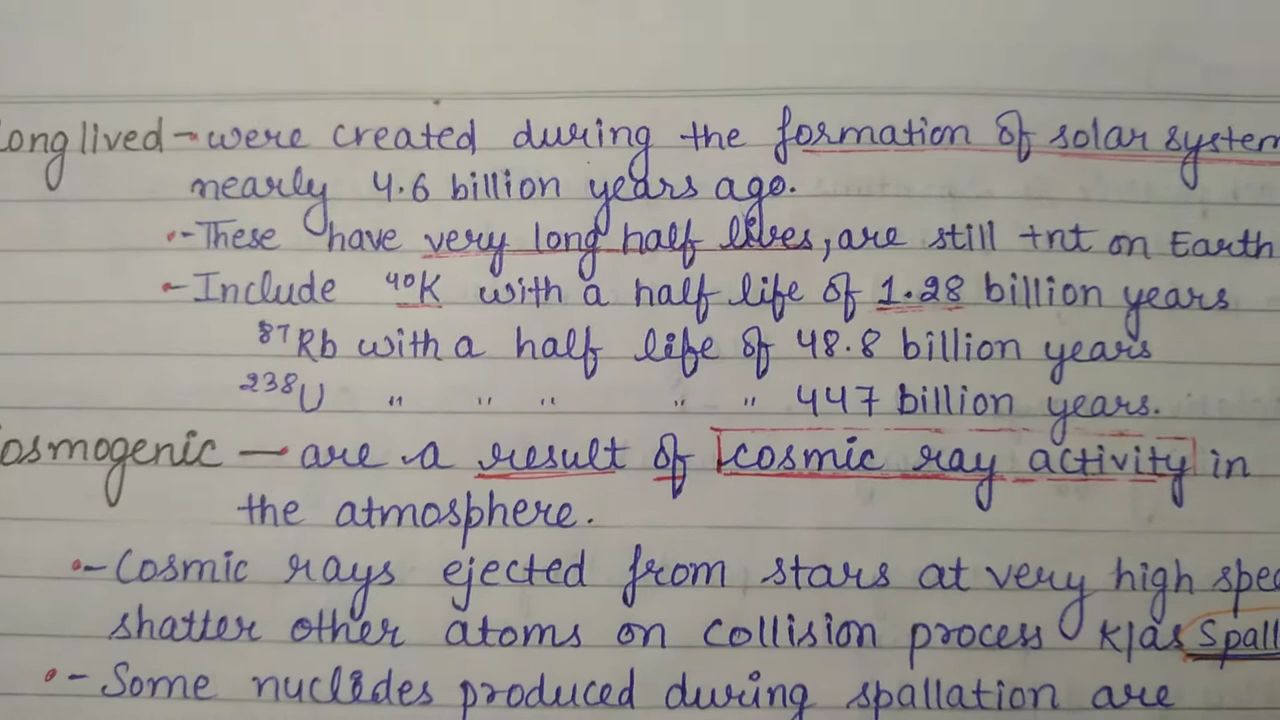 Long lived - were created during the formation of solar system
nearly 4.6 billion years ago.
- These have very long half lives, are still +nt on Earth
- Include ⁴⁰K with a half life of 1.28 billion years
⁸⁷Rb with a half life of 48.8 billion years
²³⁸U " " " " " 447 billion years.
osmogenic - are a result of cosmic ray activity in
the atmosphere.
- Cosmic rays ejected from stars at very high spee
shatter other atoms on collision process K/as Spall
- Some nuclides produced during spallation are